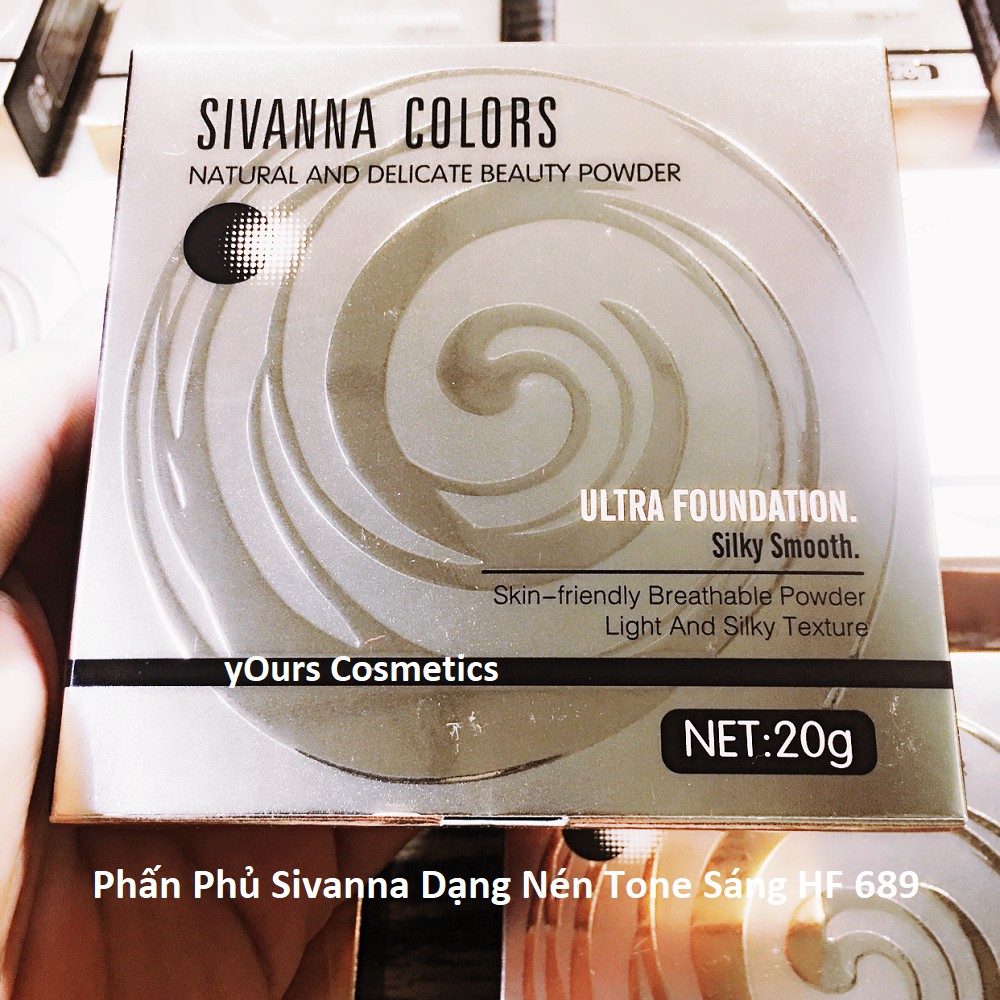 SIVANNA COLORS
NATURAL AND DELICATE BEAUTY POWDER
ULTRA FOUNDATION.
Silky Smooth.
Skin-friendly Breathable Powder
Light And Silky Texture
yOurs Cosmetics
NET:20g
Phấn Phủ Sivanna Dạng Nén Tone Sáng HF 689